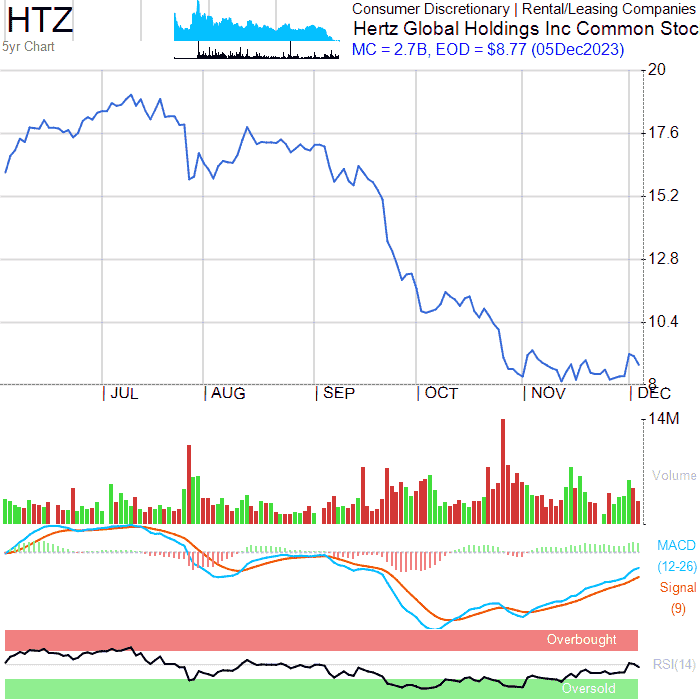 HTZ
5yr Chart
Consumer Discretionary | Rental/Leasing Companies
Hertz Global Holdings Inc Common Stoc
MC = 2.7B, EOD = $8.77 (05Dec2023)
20
17.6
15.2
12.8
10.4
8
JUL AUG SEP OCT NOV DEC
14M
Volume
MACD
(12-26)
Signal
(9)
Overbought
RSI(14)
Oversold